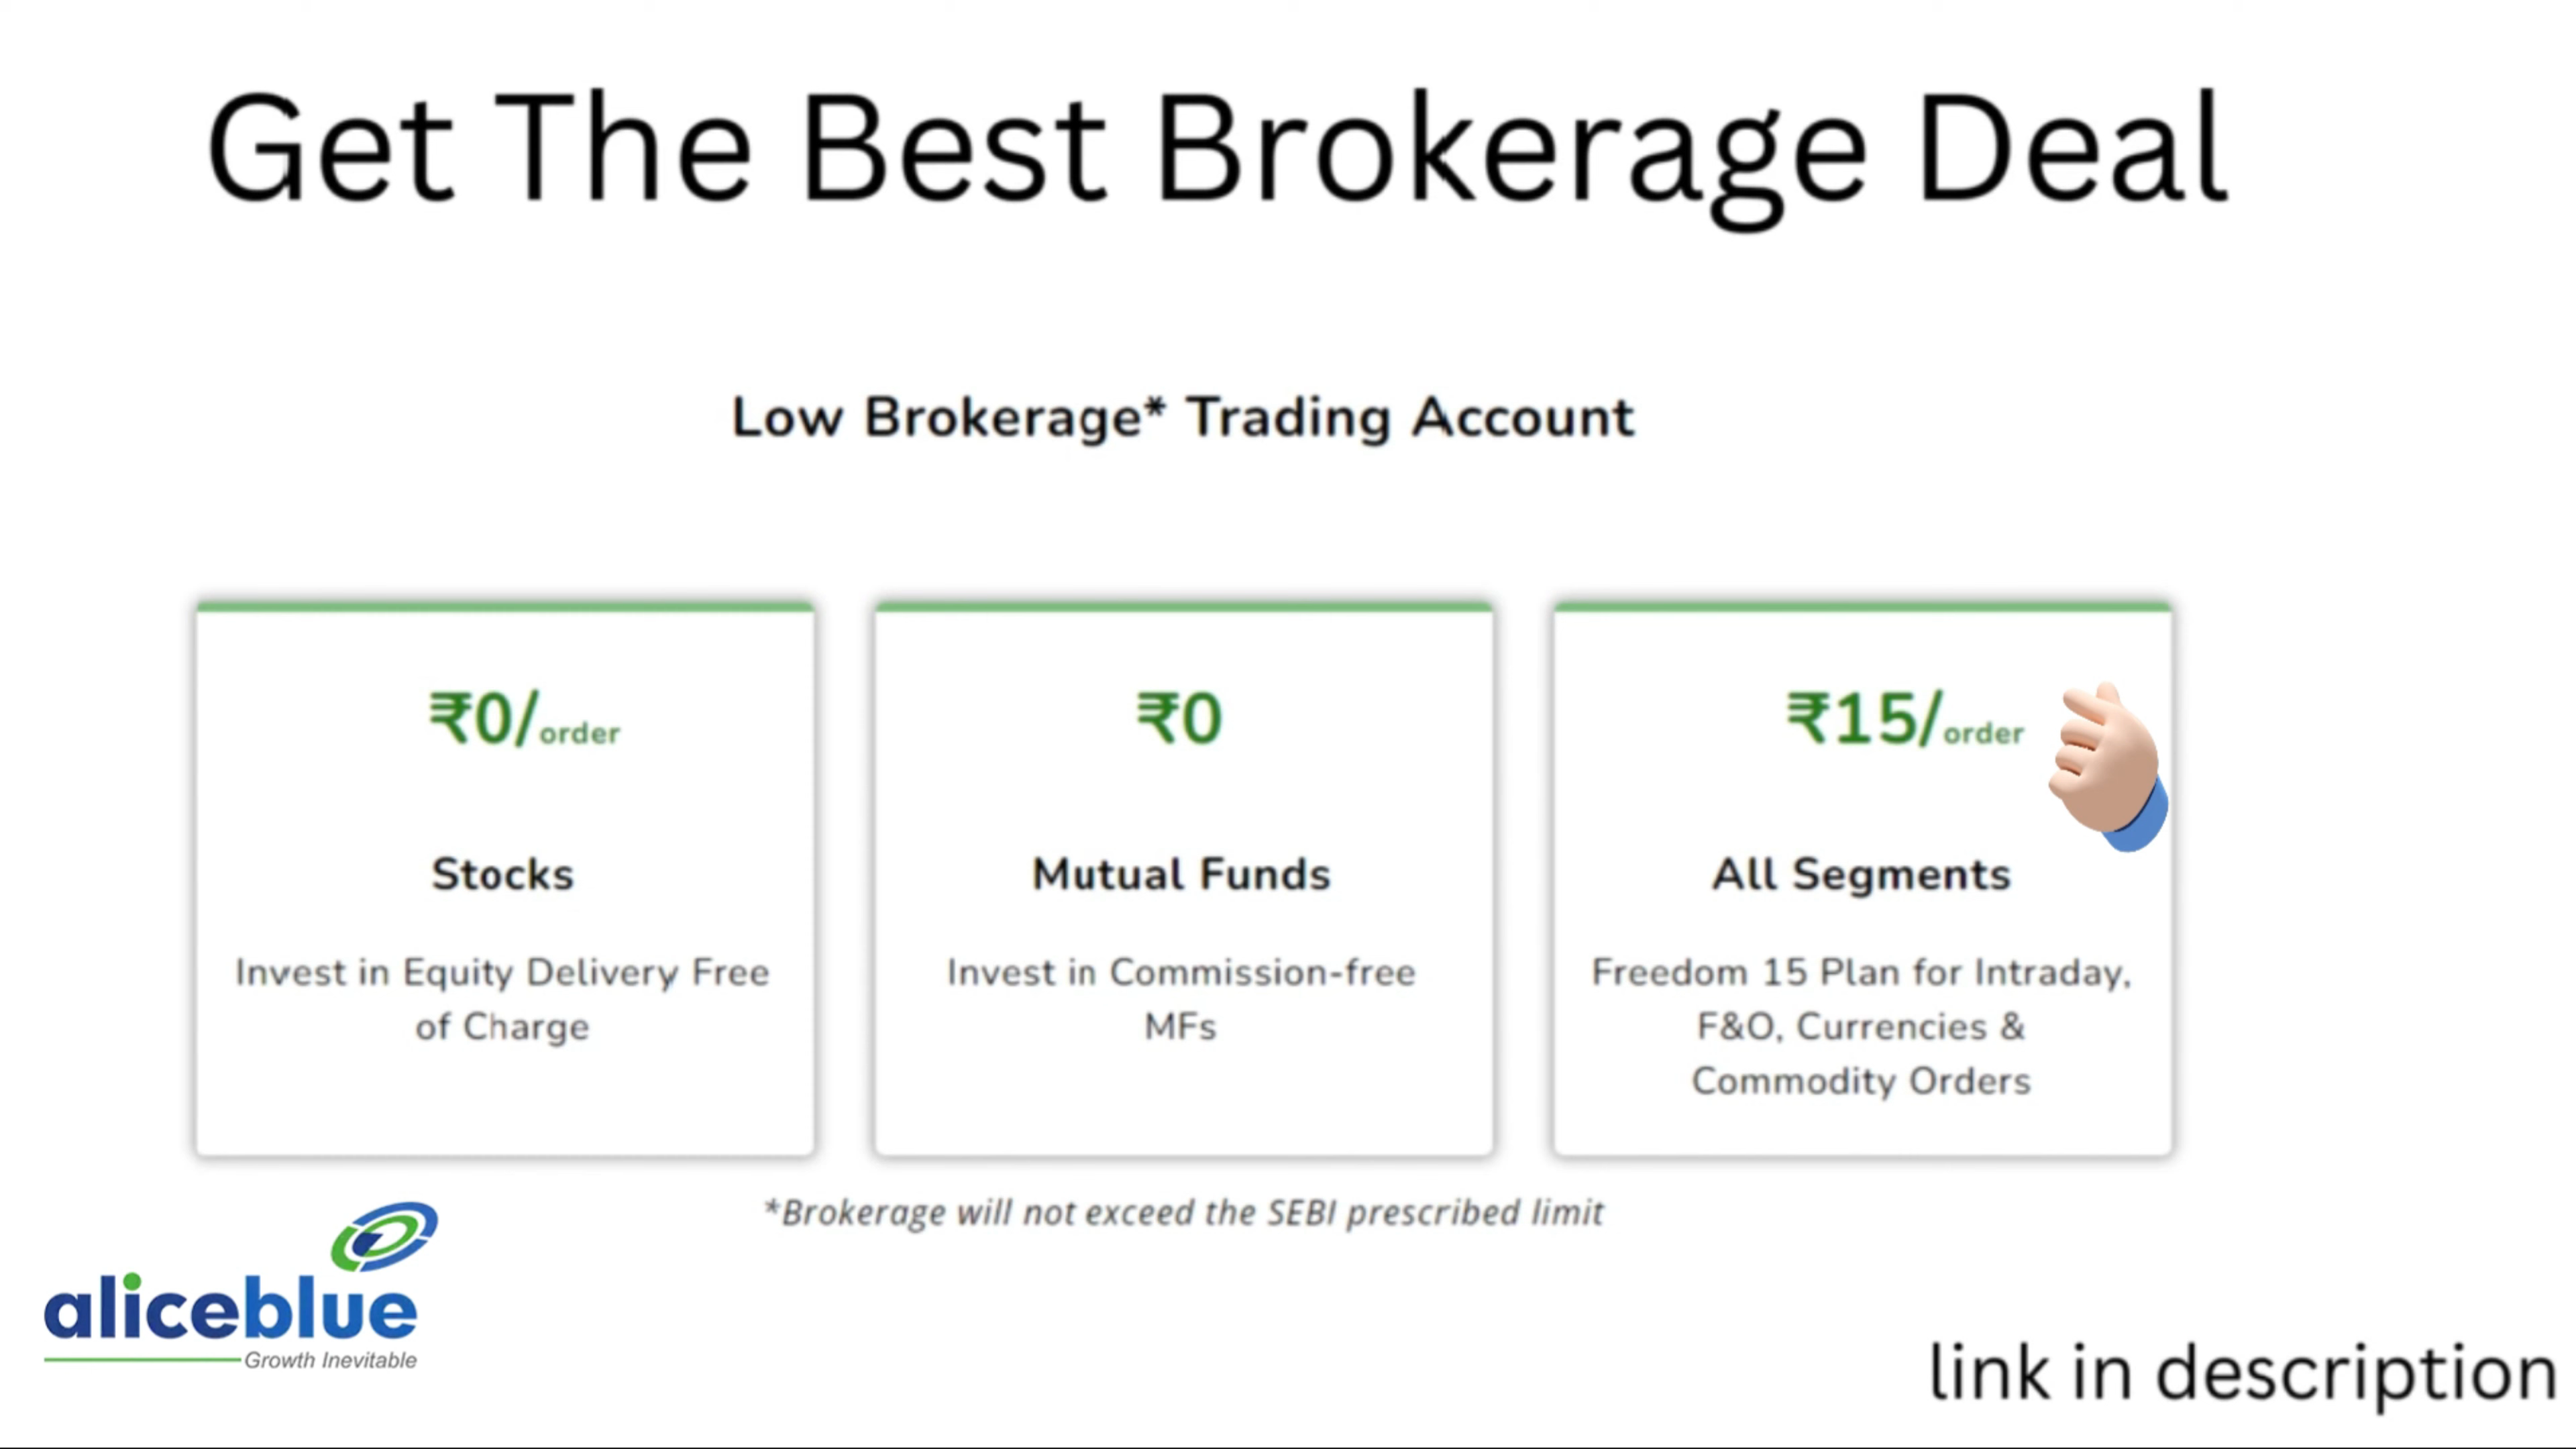 Get The Best Brokerage Deal
Low Brokerage* Trading Account
₹0/order
Stocks
Invest in Equity Delivery Free
of Charge
₹0
Mutual Funds
Invest in Commission-free
MFs
₹15/order
All Segments
Freedom 15 Plan for Intraday,
F&O, Currencies &
Commodity Orders
*Brokerage will not exceed the SEBI prescribed limit
aliceblue
Growth Inevitable
link in description